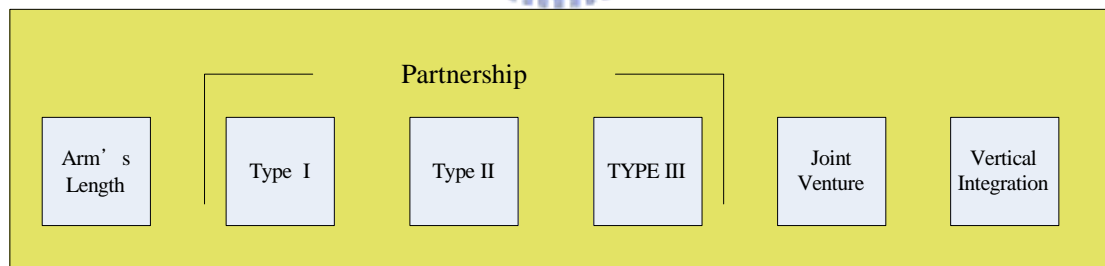 Partnership
Arm's
Length
Type I
Type II
TYPE III
Joint
Venture
Vertical
Integration